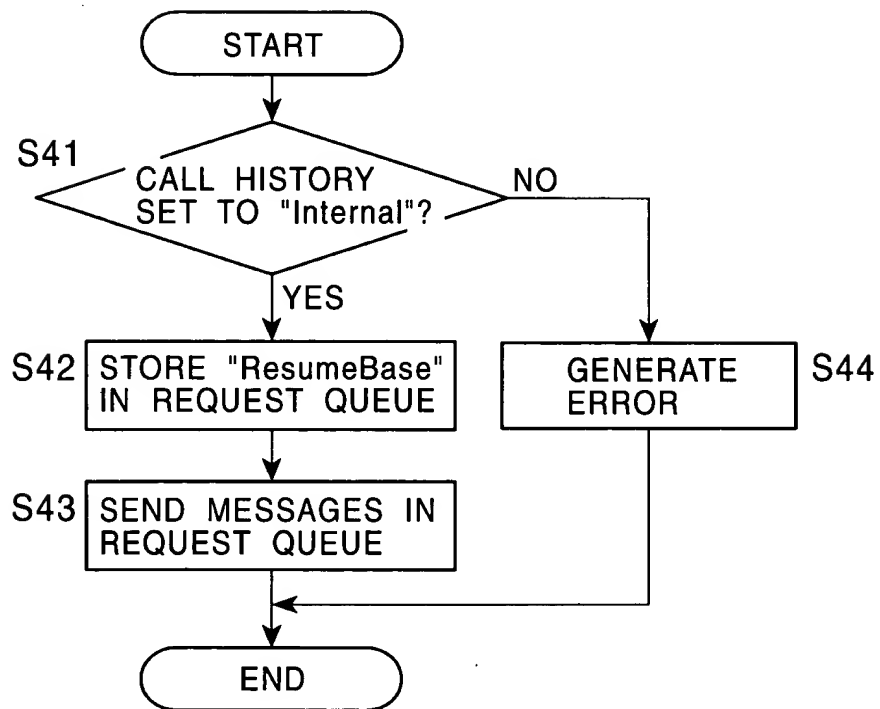 START
S41
CALL HISTORY
SET TO "Internal"?
NO
YES
S42
STORE "ResumeBase"
IN REQUEST QUEUE
GENERATE
ERROR
S44
S43
SEND MESSAGES IN
REQUEST QUEUE
END